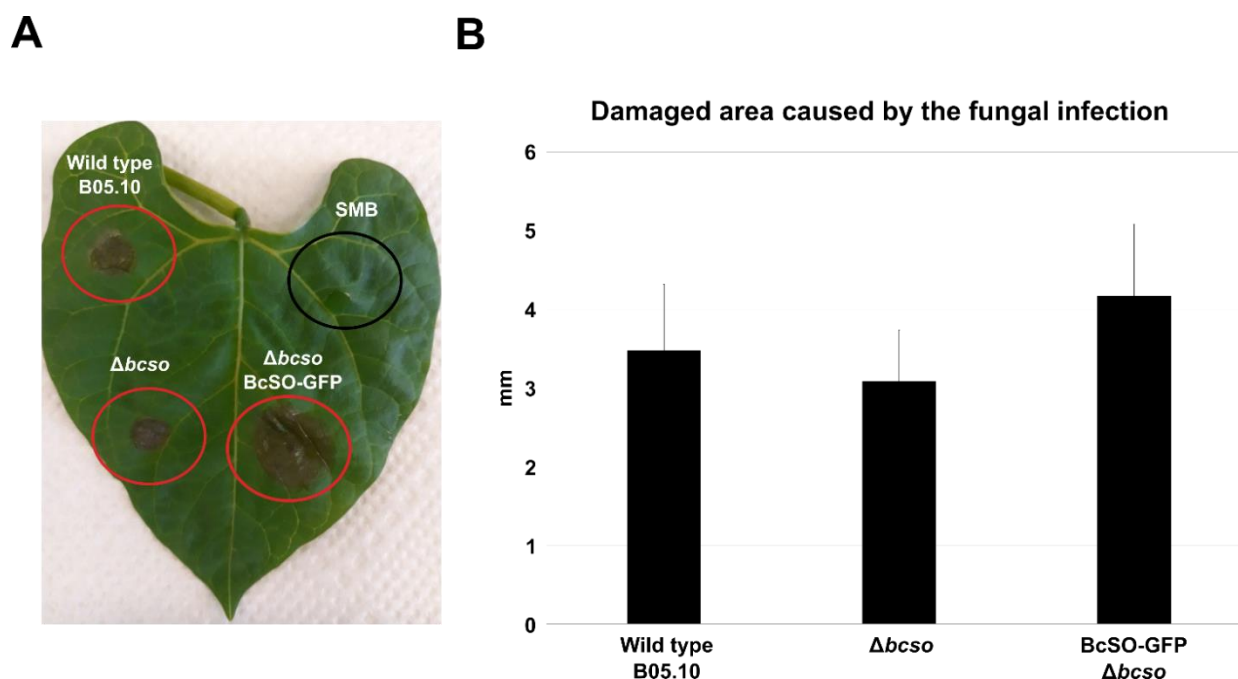 A
Wild type
B05.10
SMB
Δbcso
Δbcso
BcSO-GFP
B
Damaged area caused by the fungal infection
6
5
4
3
2
1
0
mm
Wild type
B05.10
Δbcso
BcSO-GFP
Δbcso